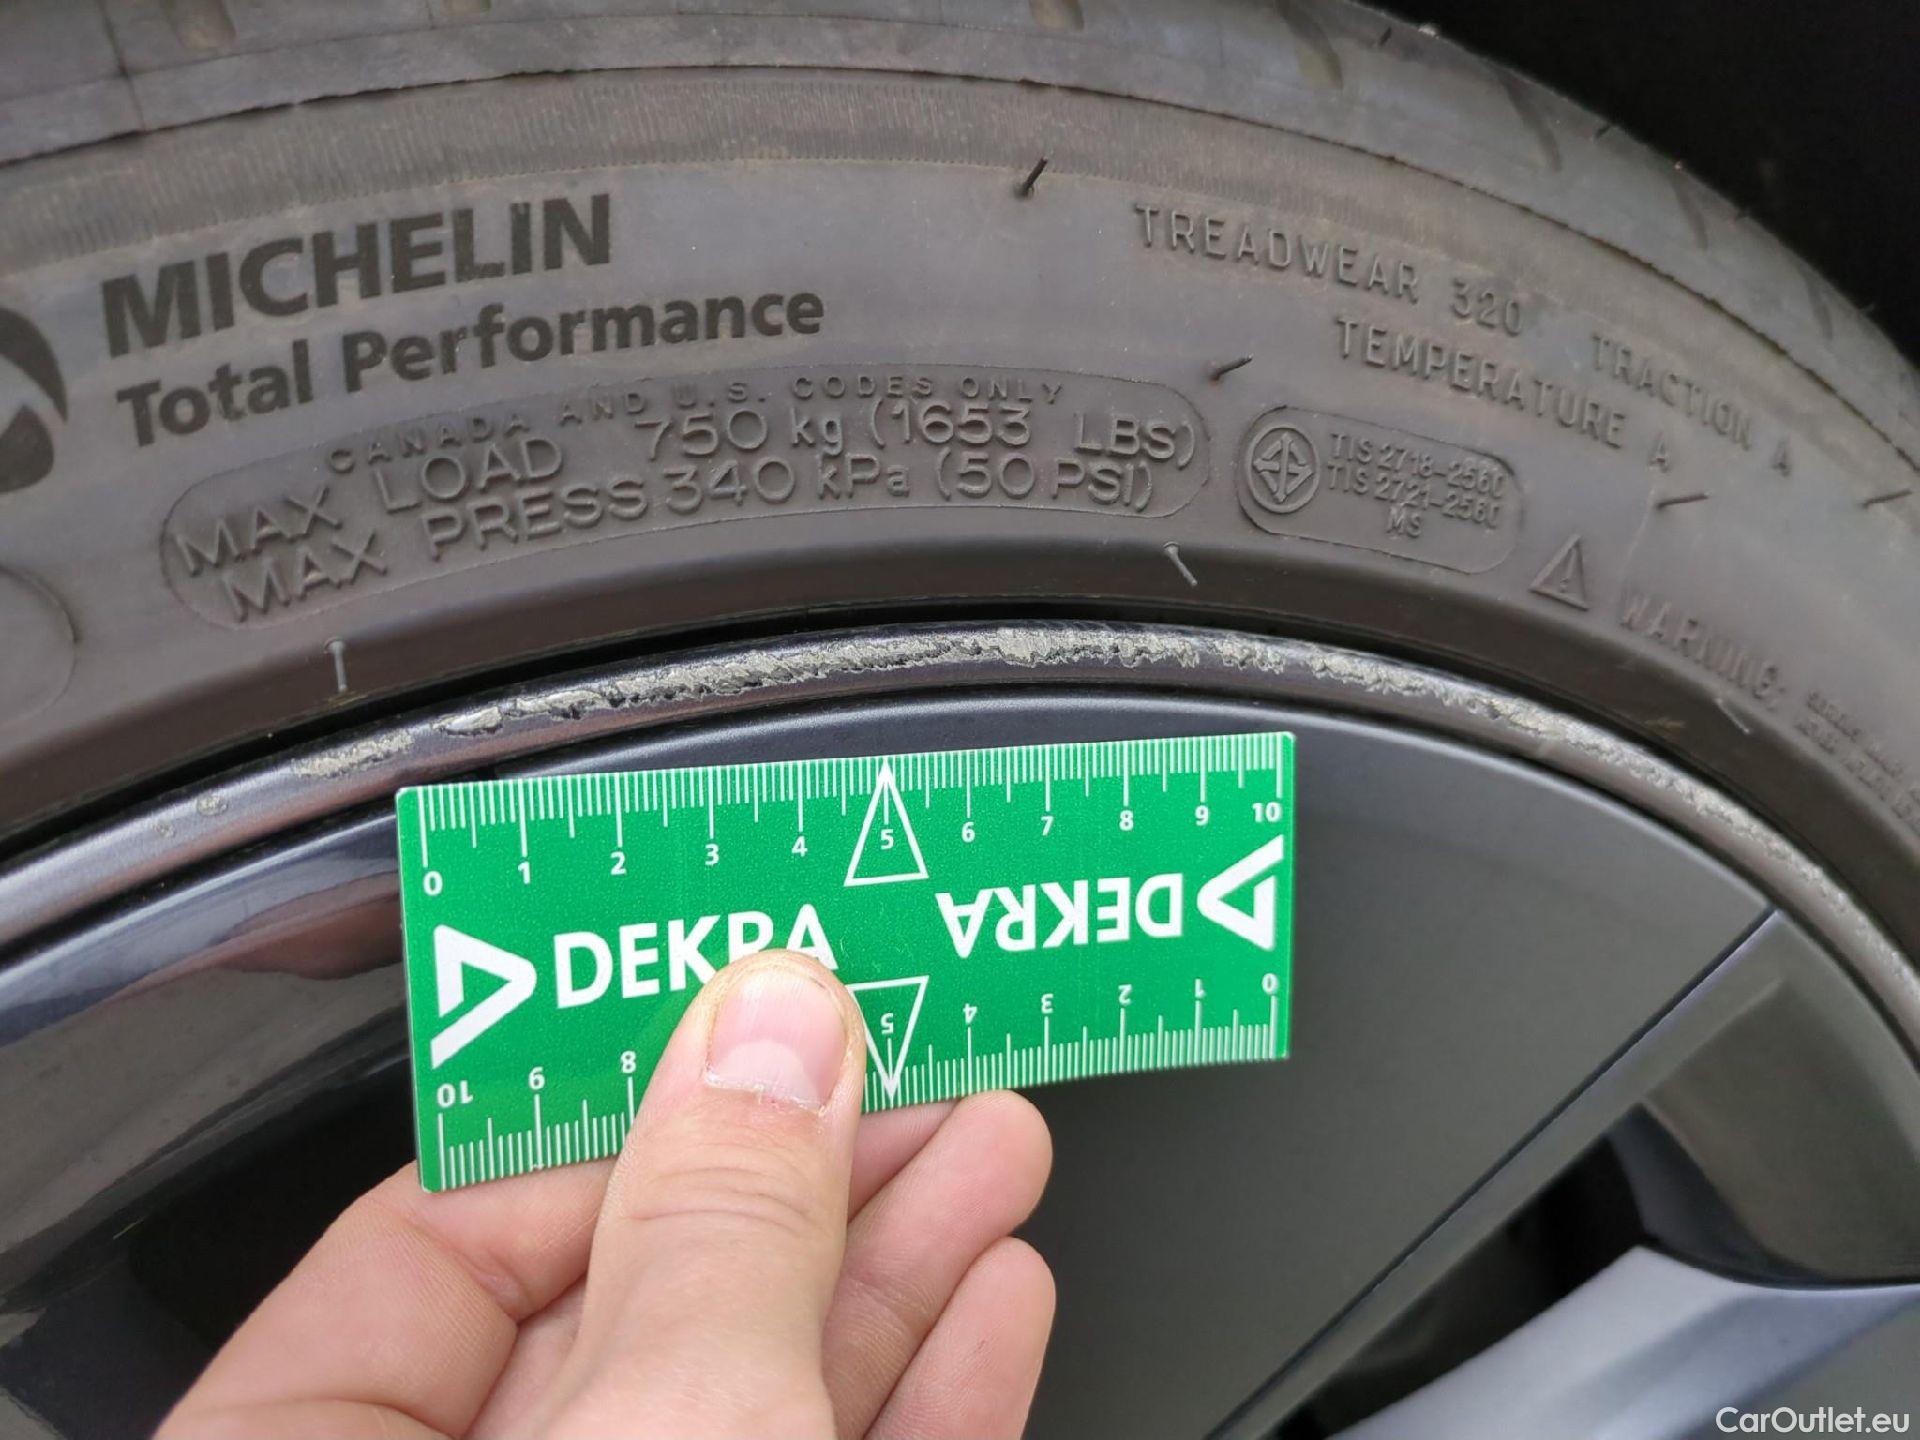 MICHELIN
Total Performance
CANADA AND U.S. CODES ONLY
MAX LOAD 750 kg (1653 LBS)
MAX PRESS 340 kPa (50 PSI)
TREADWEAR 320 TRACTION A
TEMPERATURE A
TIS 2718-2560
TIS 2721-2560
MS
WARNING:
0 1 2 3 4 5 6 7 8 9 10
DEKRA
DEKRA
10 9 8 5 4 3 2 1 0
CarOutlet.eu